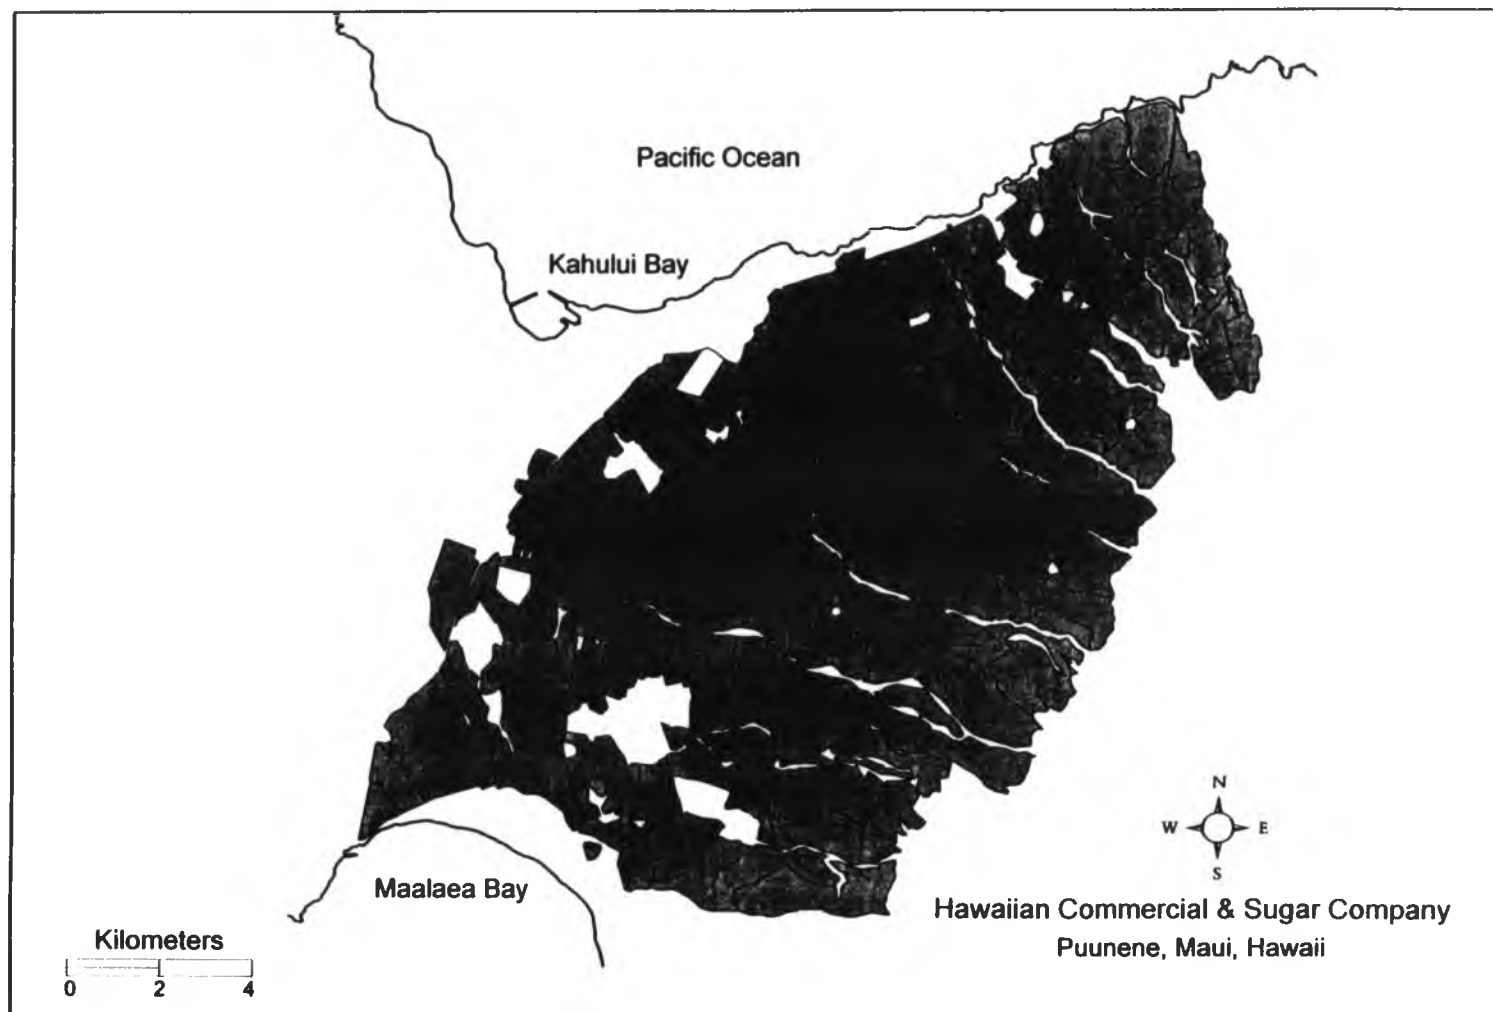 Pacific Ocean
Kahului Bay
N
W E
S
Maalaea Bay
Hawaiian Commercial & Sugar Company
Puunene, Maui, Hawaii
Kilometers
0 2 4